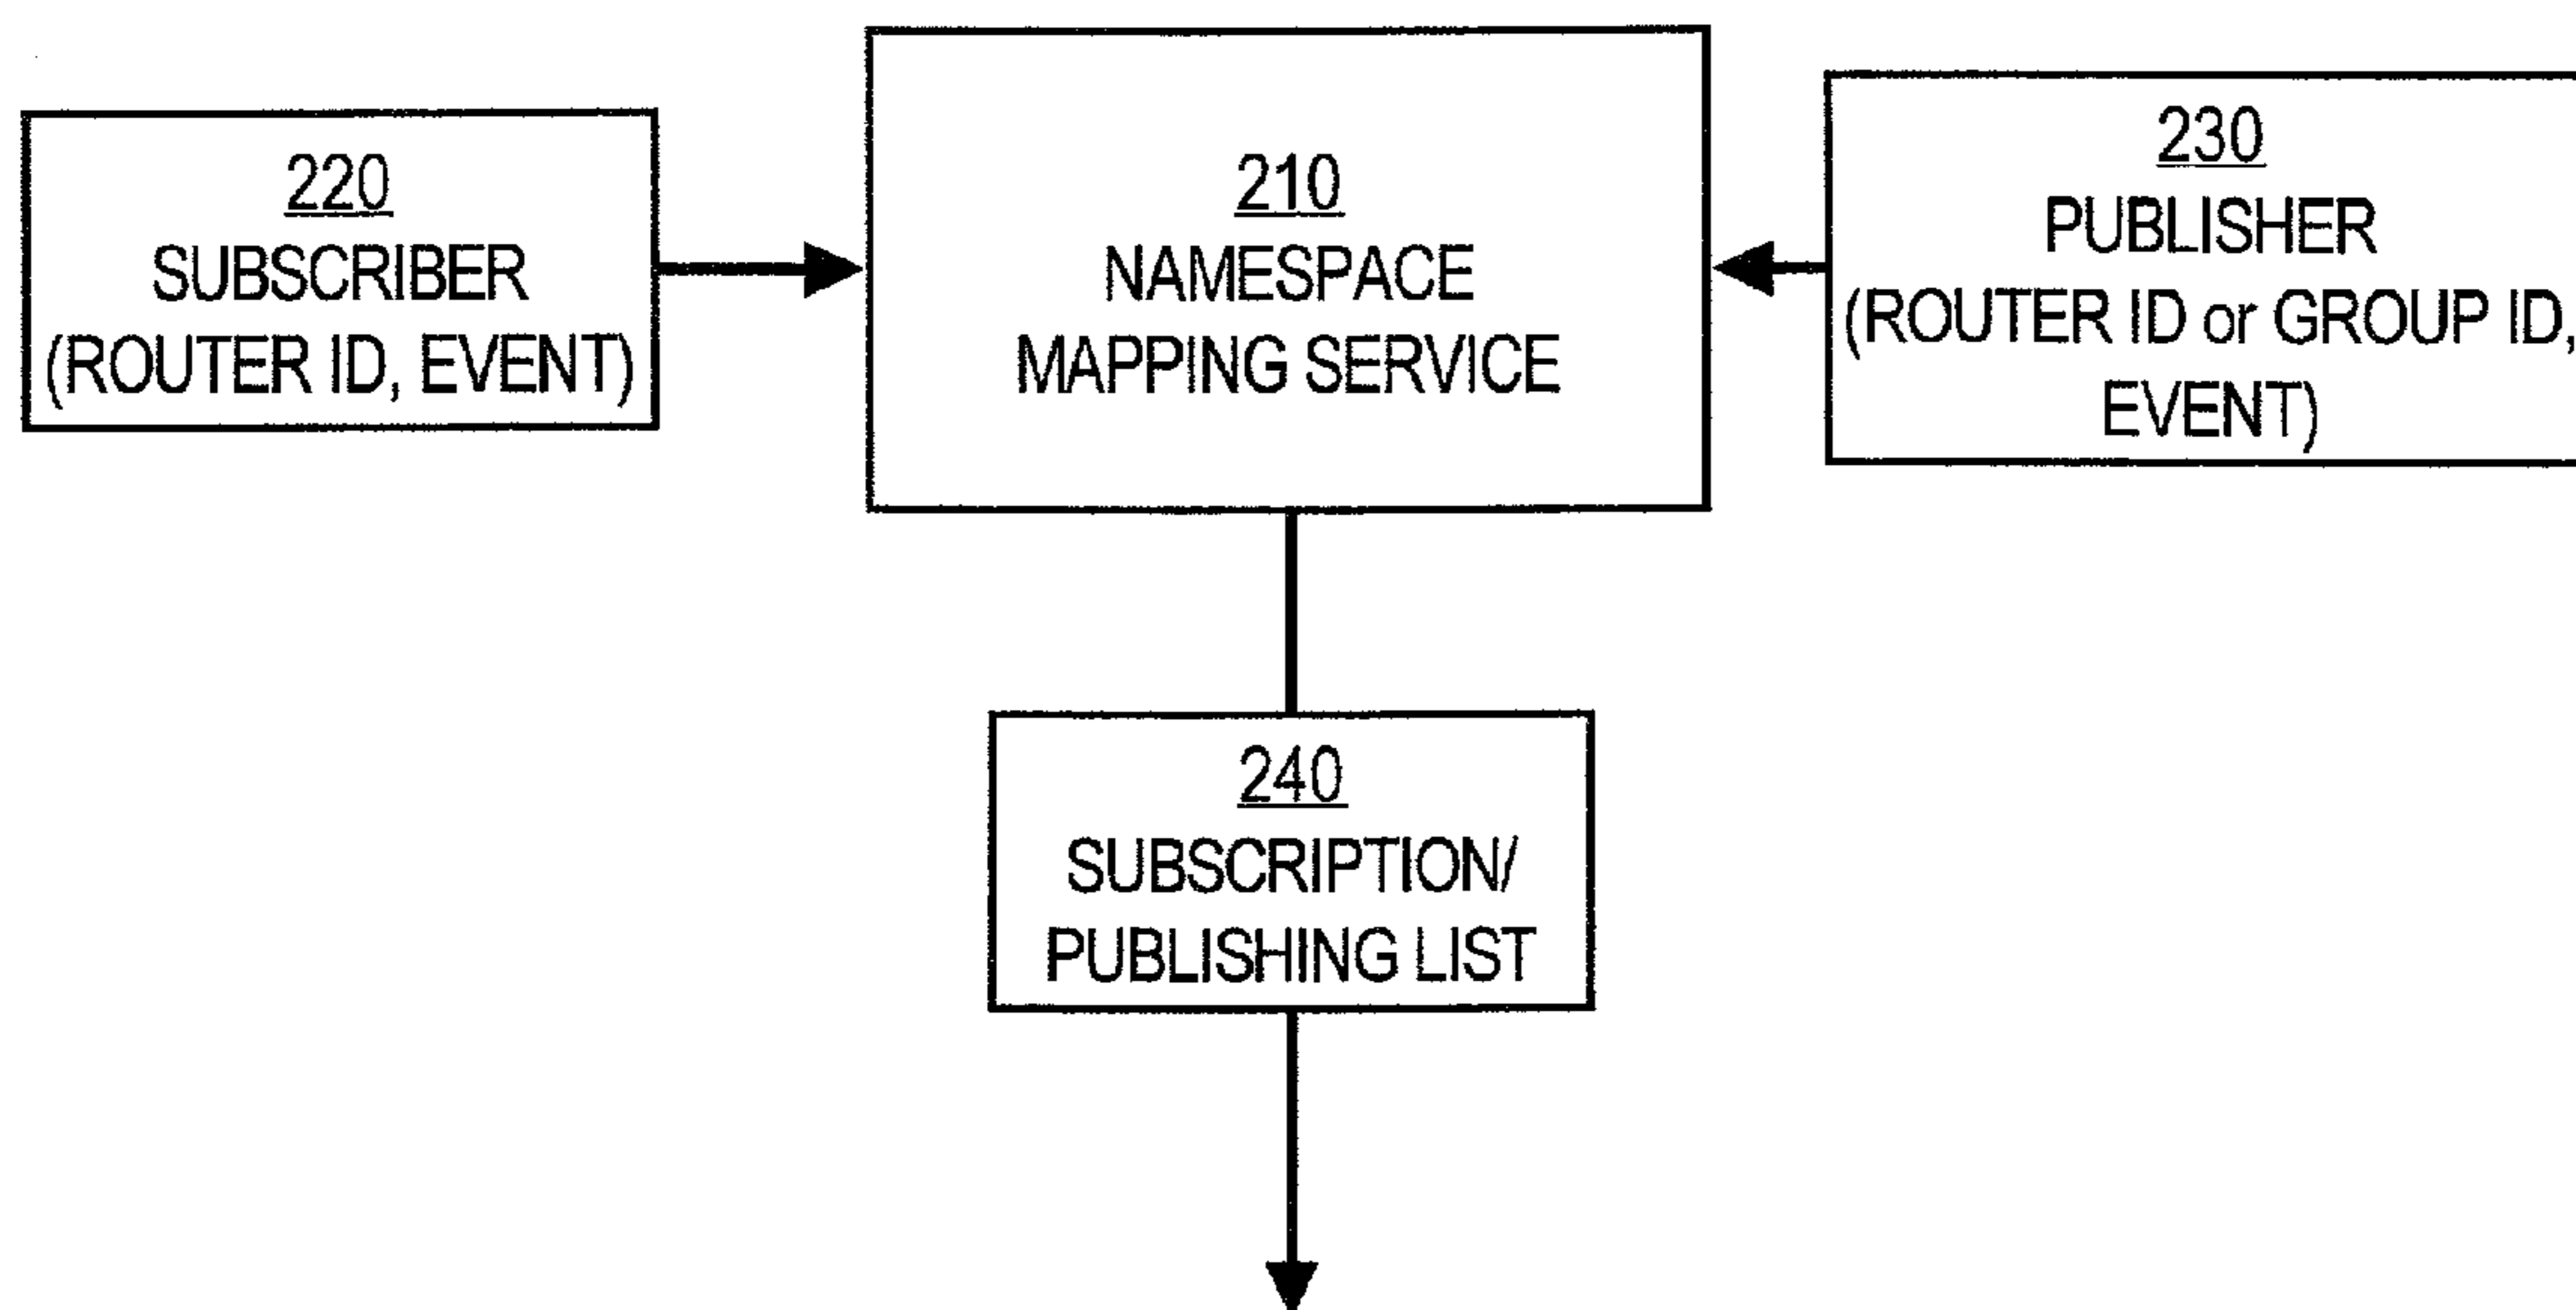 220
SUBSCRIBER
(ROUTER ID, EVENT)
210
NAMESPACE
MAPPING SERVICE
230
PUBLISHER
(ROUTER ID or GROUP ID,
EVENT)
240
SUBSCRIPTION/
PUBLISHING LIST